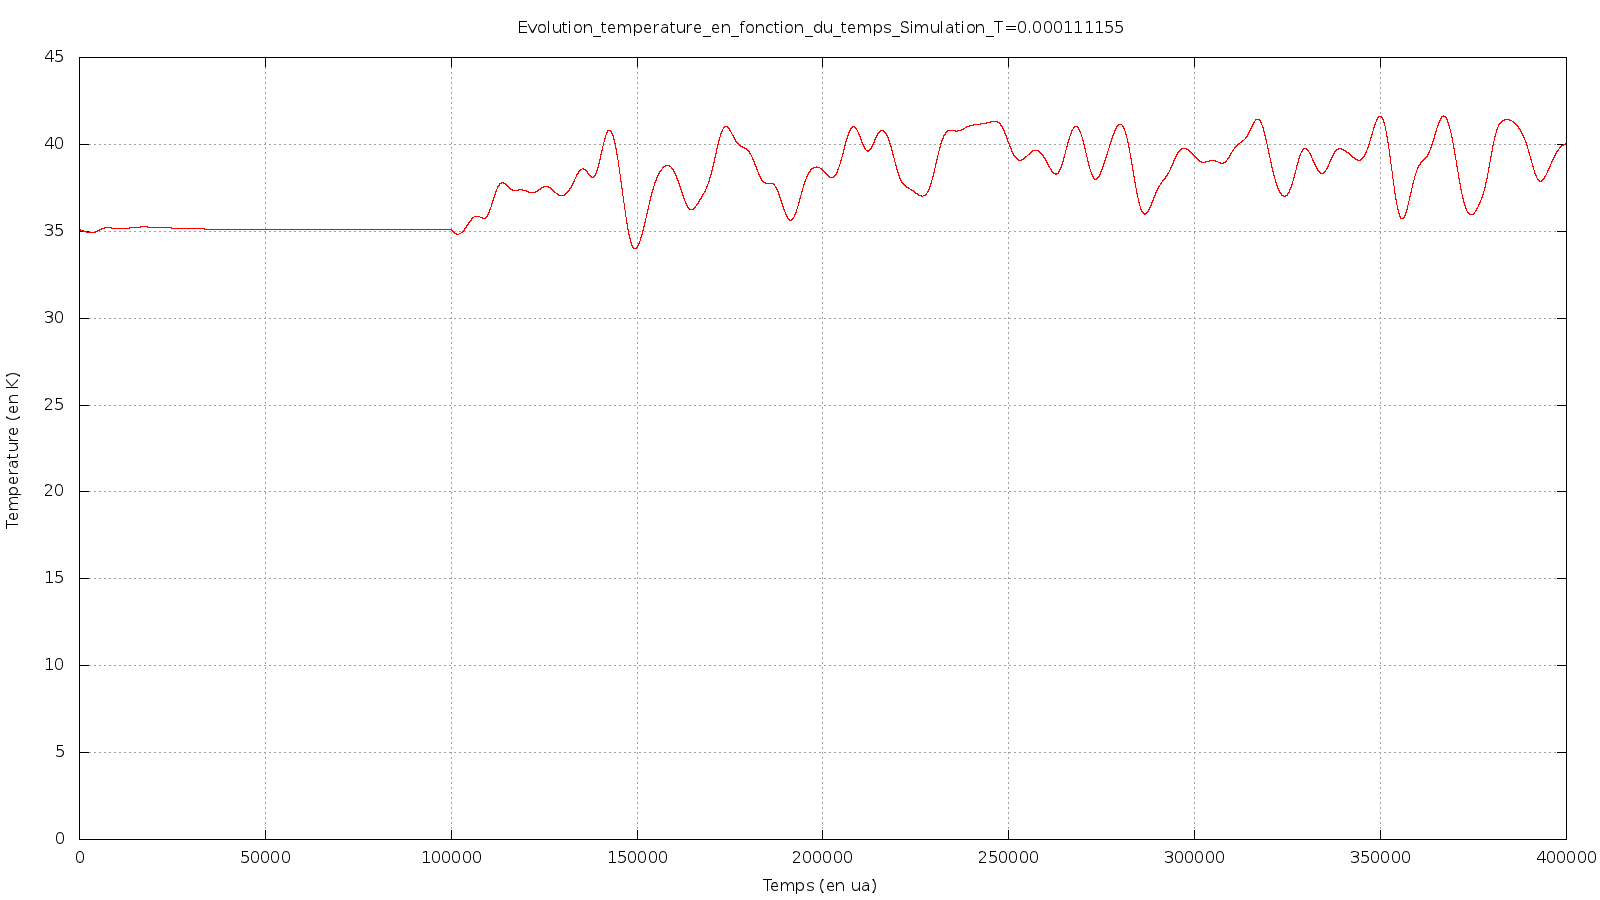 Evolution_temperature_en_fonction_du_temps_Simulation_T=0.000111155
45
40
35
30
25
20
15
10
5
0
Temperature (en K)
0 50000 100000 150000 200000 250000 300000 350000 400000
Temps (en ua)